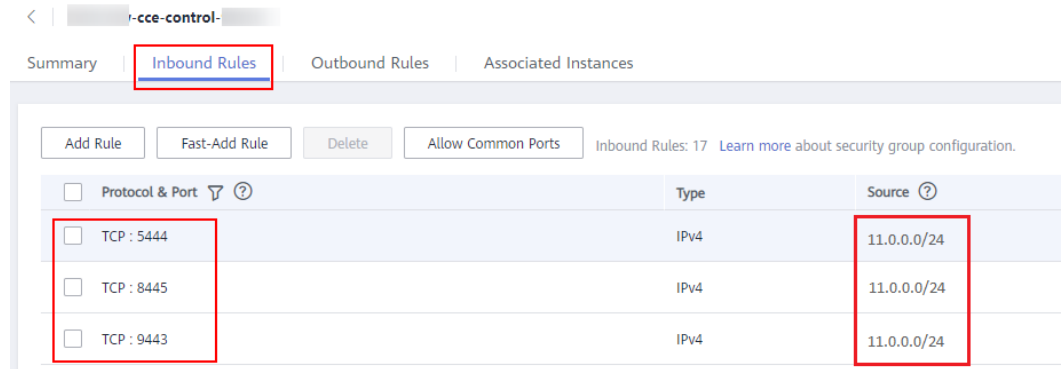 -cce-control-
Summary Inbound Rules Outbound Rules Associated Instances
Add Rule Fast-Add Rule Delete Allow Common Ports Inbound Rules: 17 Learn more about security group configuration.
Protocol & Port Type Source
TCP : 5444 IPv4 11.0.0.0/24
TCP : 8445 IPv4 11.0.0.0/24
TCP : 9443 IPv4 11.0.0.0/24